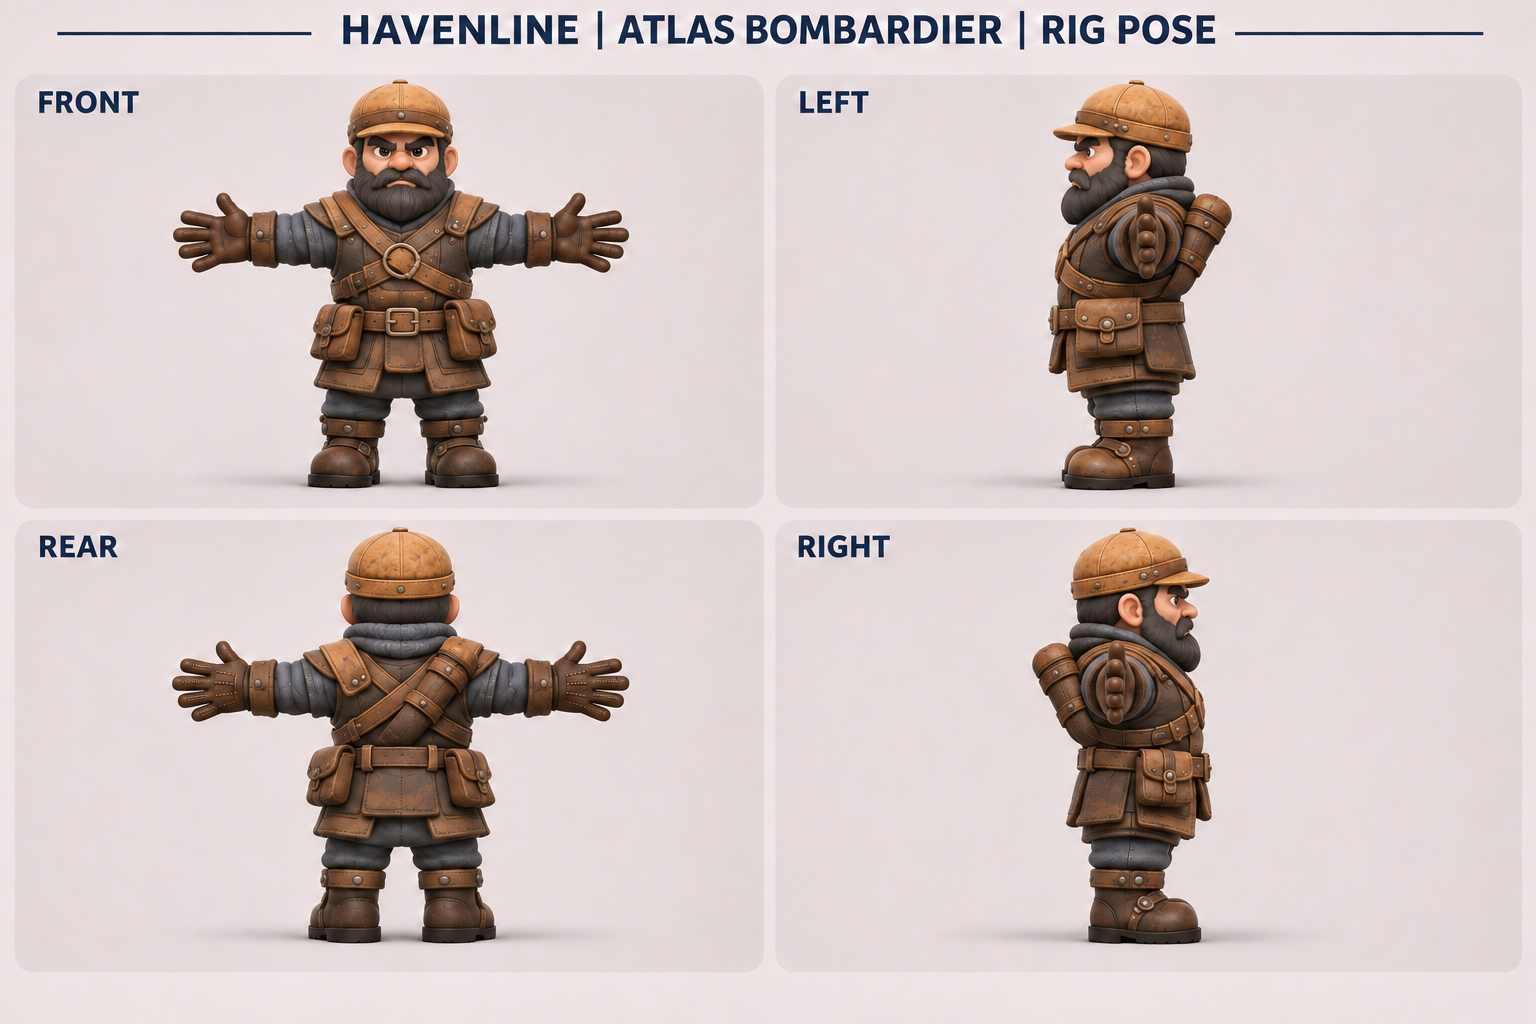 HAVENLINE | ATLAS BOMBARDIER | RIG POSE
FRONT
LEFT
REAR
RIGHT